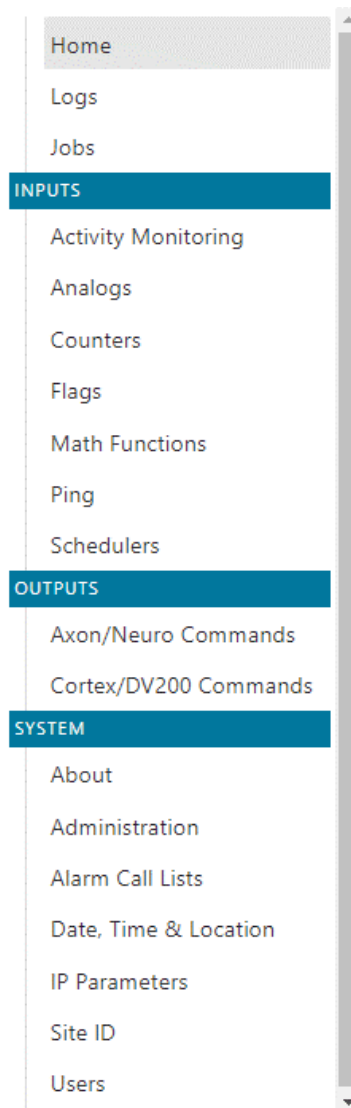 Home
Logs
Jobs
INPUTS
Activity Monitoring
Analogs
Counters
Flags
Math Functions
Ping
Schedulers
OUTPUTS
Axon/Neuro Commands
Cortex/DV200 Commands
SYSTEM
About
Administration
Alarm Call Lists
Date, Time & Location
IP Parameters
Site ID
Users